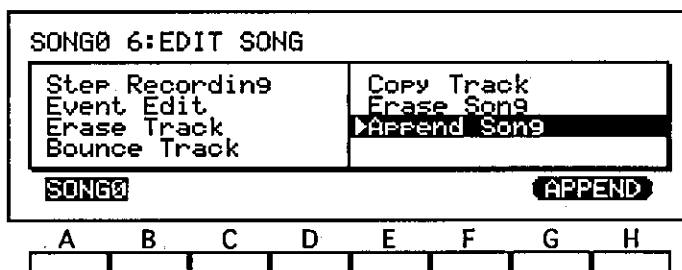 SONG0 6:EDIT SONG
Step Recording
Event Edit
Erase Track
Bounce Track
Copy Track
Erase Song
▶Append Song
SONG0
APPEND
A B C D E F G H